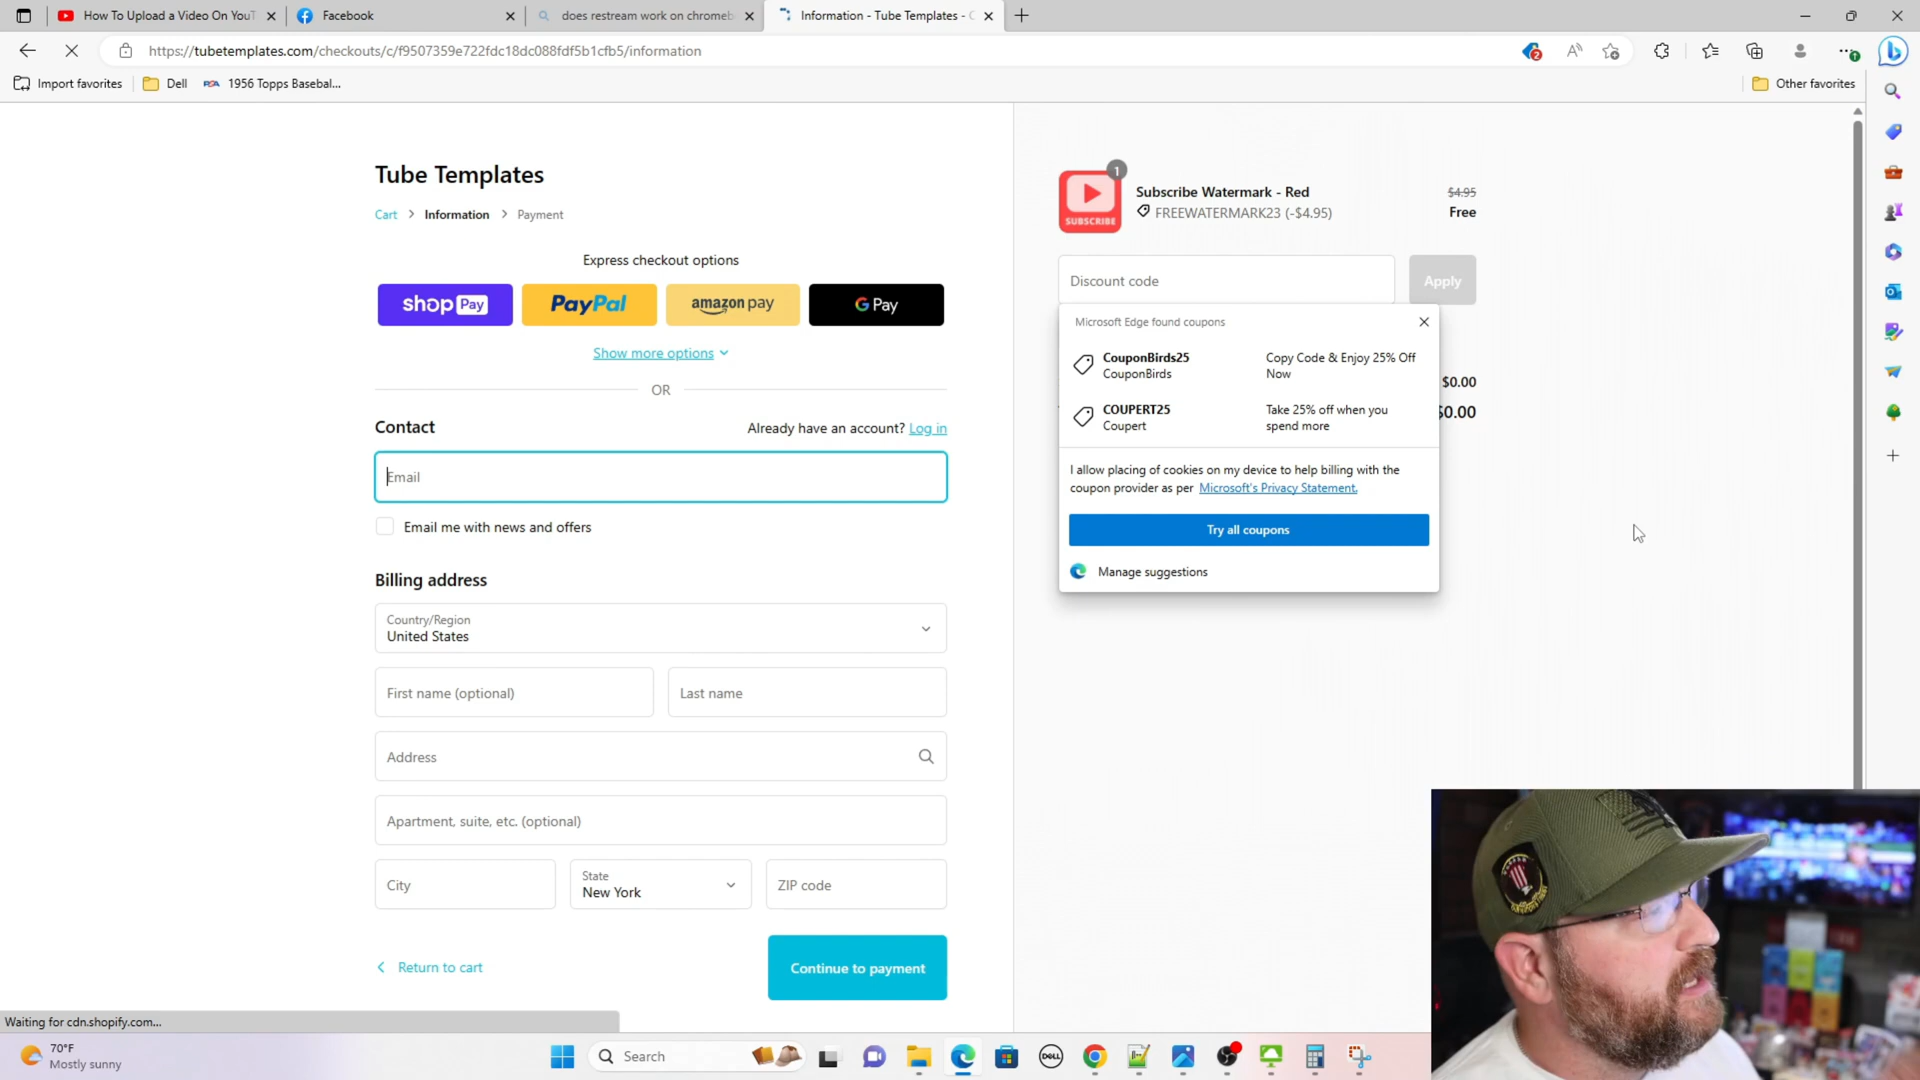 How To Upload a Video On YouT
Facebook
does restream work on chromeb
Information - Tube Templates - C
https://tubetemplates.com/checkouts/c/f9507359e722fdc18dc088fdf5b1cfb5/information
2
Import favorites
Dell
PSA
1956 Topps Basebal...
Other favorites
Tube Templates
Cart > Information > Payment
Express checkout options
shop Pay
PayPal
amazon pay
G Pay
Show more options
OR
Contact
Already have an account? Log in
Email
Email me with news and offers
Billing address
Country/Region
United States
First name (optional)
Last name
Address
Apartment, suite, etc. (optional)
City
State
New York
ZIP code
Return to cart
Continue to payment
1
SUBSCRIBE
Subscribe Watermark - Red
$4.95
FREEWATERMARK23 (-$4.95)
Free
Discount code
Apply
Microsoft Edge found coupons
CouponBirds25
CouponBirds
Copy Code & Enjoy 25% Off
Now
$0.00
COUPERT25
Coupert
Take 25% off when you
spend more
$0.00
I allow placing of cookies on my device to help billing with the
coupon provider as per Microsoft's Privacy Statement.
Try all coupons
Manage suggestions
Waiting for cdn.shopify.com...
70°F
Mostly sunny
Search
DELL